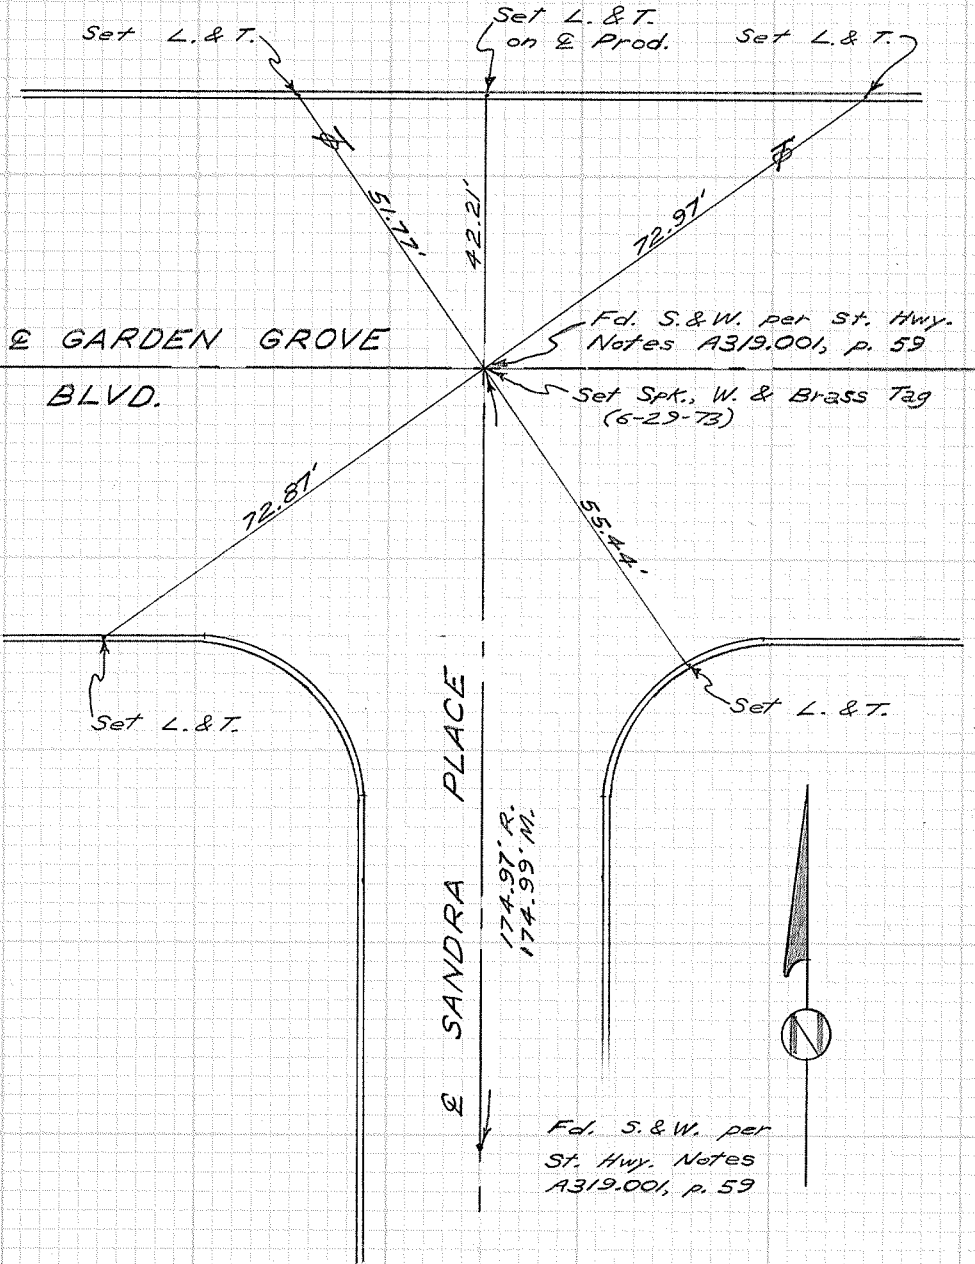 Set L. & T.
Set L. & T.
on ℄ Prod.
Set L. & T.
51.77'
42.21'
72.97'
℄ GARDEN GROVE
BLVD.
Fd. S. & W. per St. Hwy.
Notes A319.001, p. 59
Set Spk., W. & Brass Tag
(6-29-73)
72.87'
55.44'
Set L. & T.
Set L. & T.
℄ SANDRA PLACE
174.97' R.
174.99' M.
N
Fd. S. & W. per
St. Hwy. Notes
A319.001, p. 59